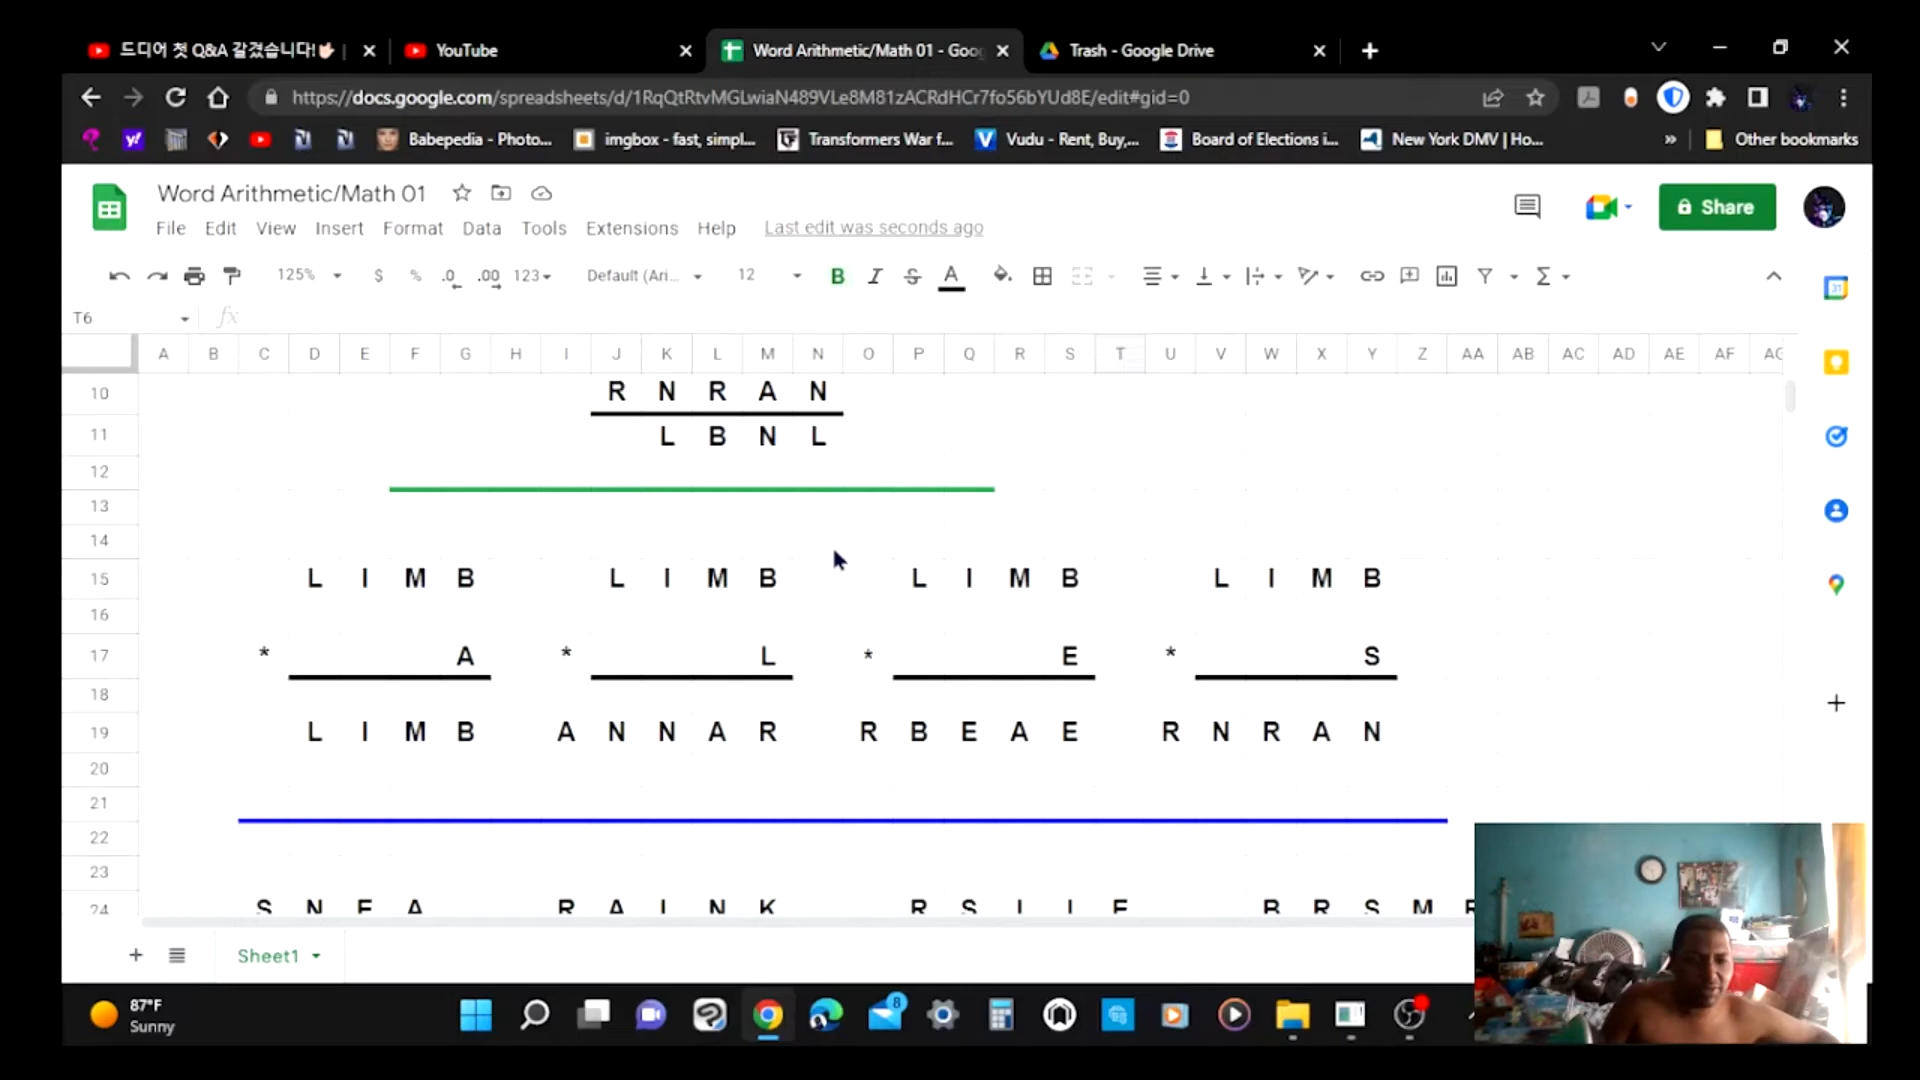 드디어 첫 Q&A 갈겼습니다!👋🏻
YouTube
Word Arithmetic/Math 01 - Goo
Trash - Google Drive
https://docs.google.com/spreadsheets/d/1RqQtRtvMGLwiaN489VLe8M81zACRdHCr7fo56bYUd8E/edit#gid=0
Babepedia - Photo...
imgbox - fast, simpl...
Transformers War f...
Vudu - Rent, Buy,...
Board of Elections i...
New York DMV | Ho...
» Other bookmarks
Word Arithmetic/Math 01
Share
File Edit View Insert Format Data Tools Extensions Help Last edit was seconds ago
125% $ % .0 .00 123 Default (Ari... 12 B I S A
T6 fx
A B C D E F G H I J K L M N O P Q R S T U V W X Y Z AA AB AC AD AE AF
10 R N R A N
11 L B N L
12
13
14
15 L I M B L I M B L I M B L I M B
16
17 * A * L * E * S
18
19 L I M B A N N A R R B E A E R N R A N
20
21
22
23
24
+ Sheet1
87°F
Sunny
8